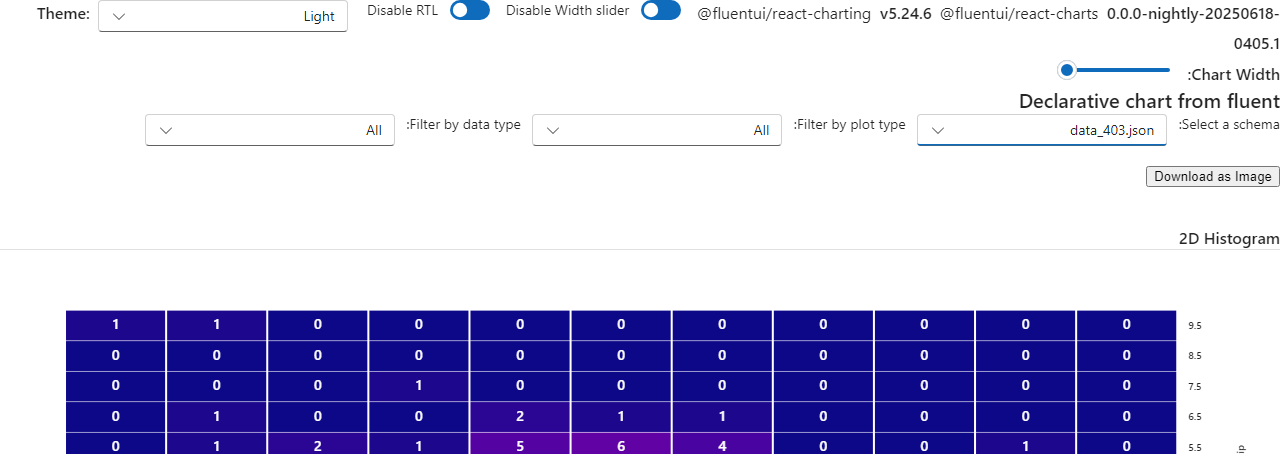 Theme: Light Disable RTL Disable Width slider @fluentui/react-charting v5.24.6 @fluentui/react-charts 0.0.0-nightly-20250618-
0405.1
:Chart Width
Declarative chart from fluent
:Select a schema data_403.json :Filter by plot type All :Filter by data type All
Download as Image
2D Histogram
1 1 0 0 0 0 0 0 0 0 0 9.5
0 0 0 0 0 0 0 0 0 0 0 8.5
0 0 0 1 0 0 0 0 0 0 0 7.5
0 1 0 0 2 1 1 0 0 0 0 6.5
0 1 2 1 5 6 4 0 0 1 0 5.5